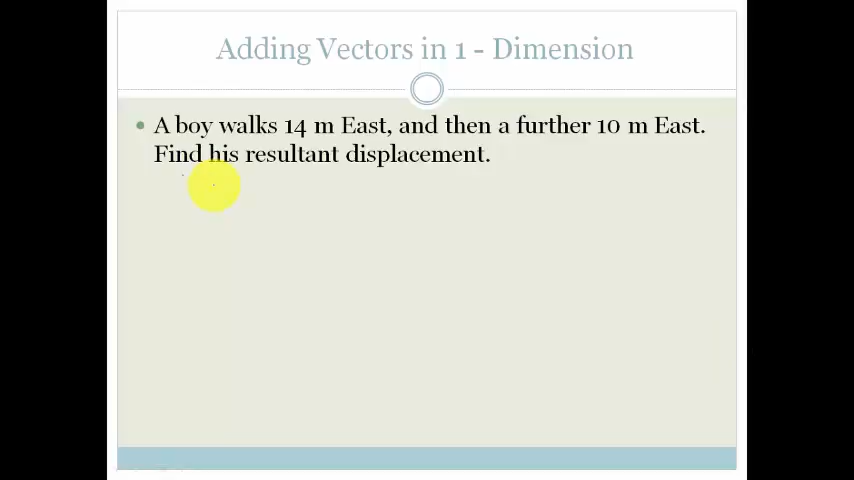 Adding Vectors in 1 - Dimension
A boy walks 14 m East, and then a further 10 m East.
Find his resultant displacement.